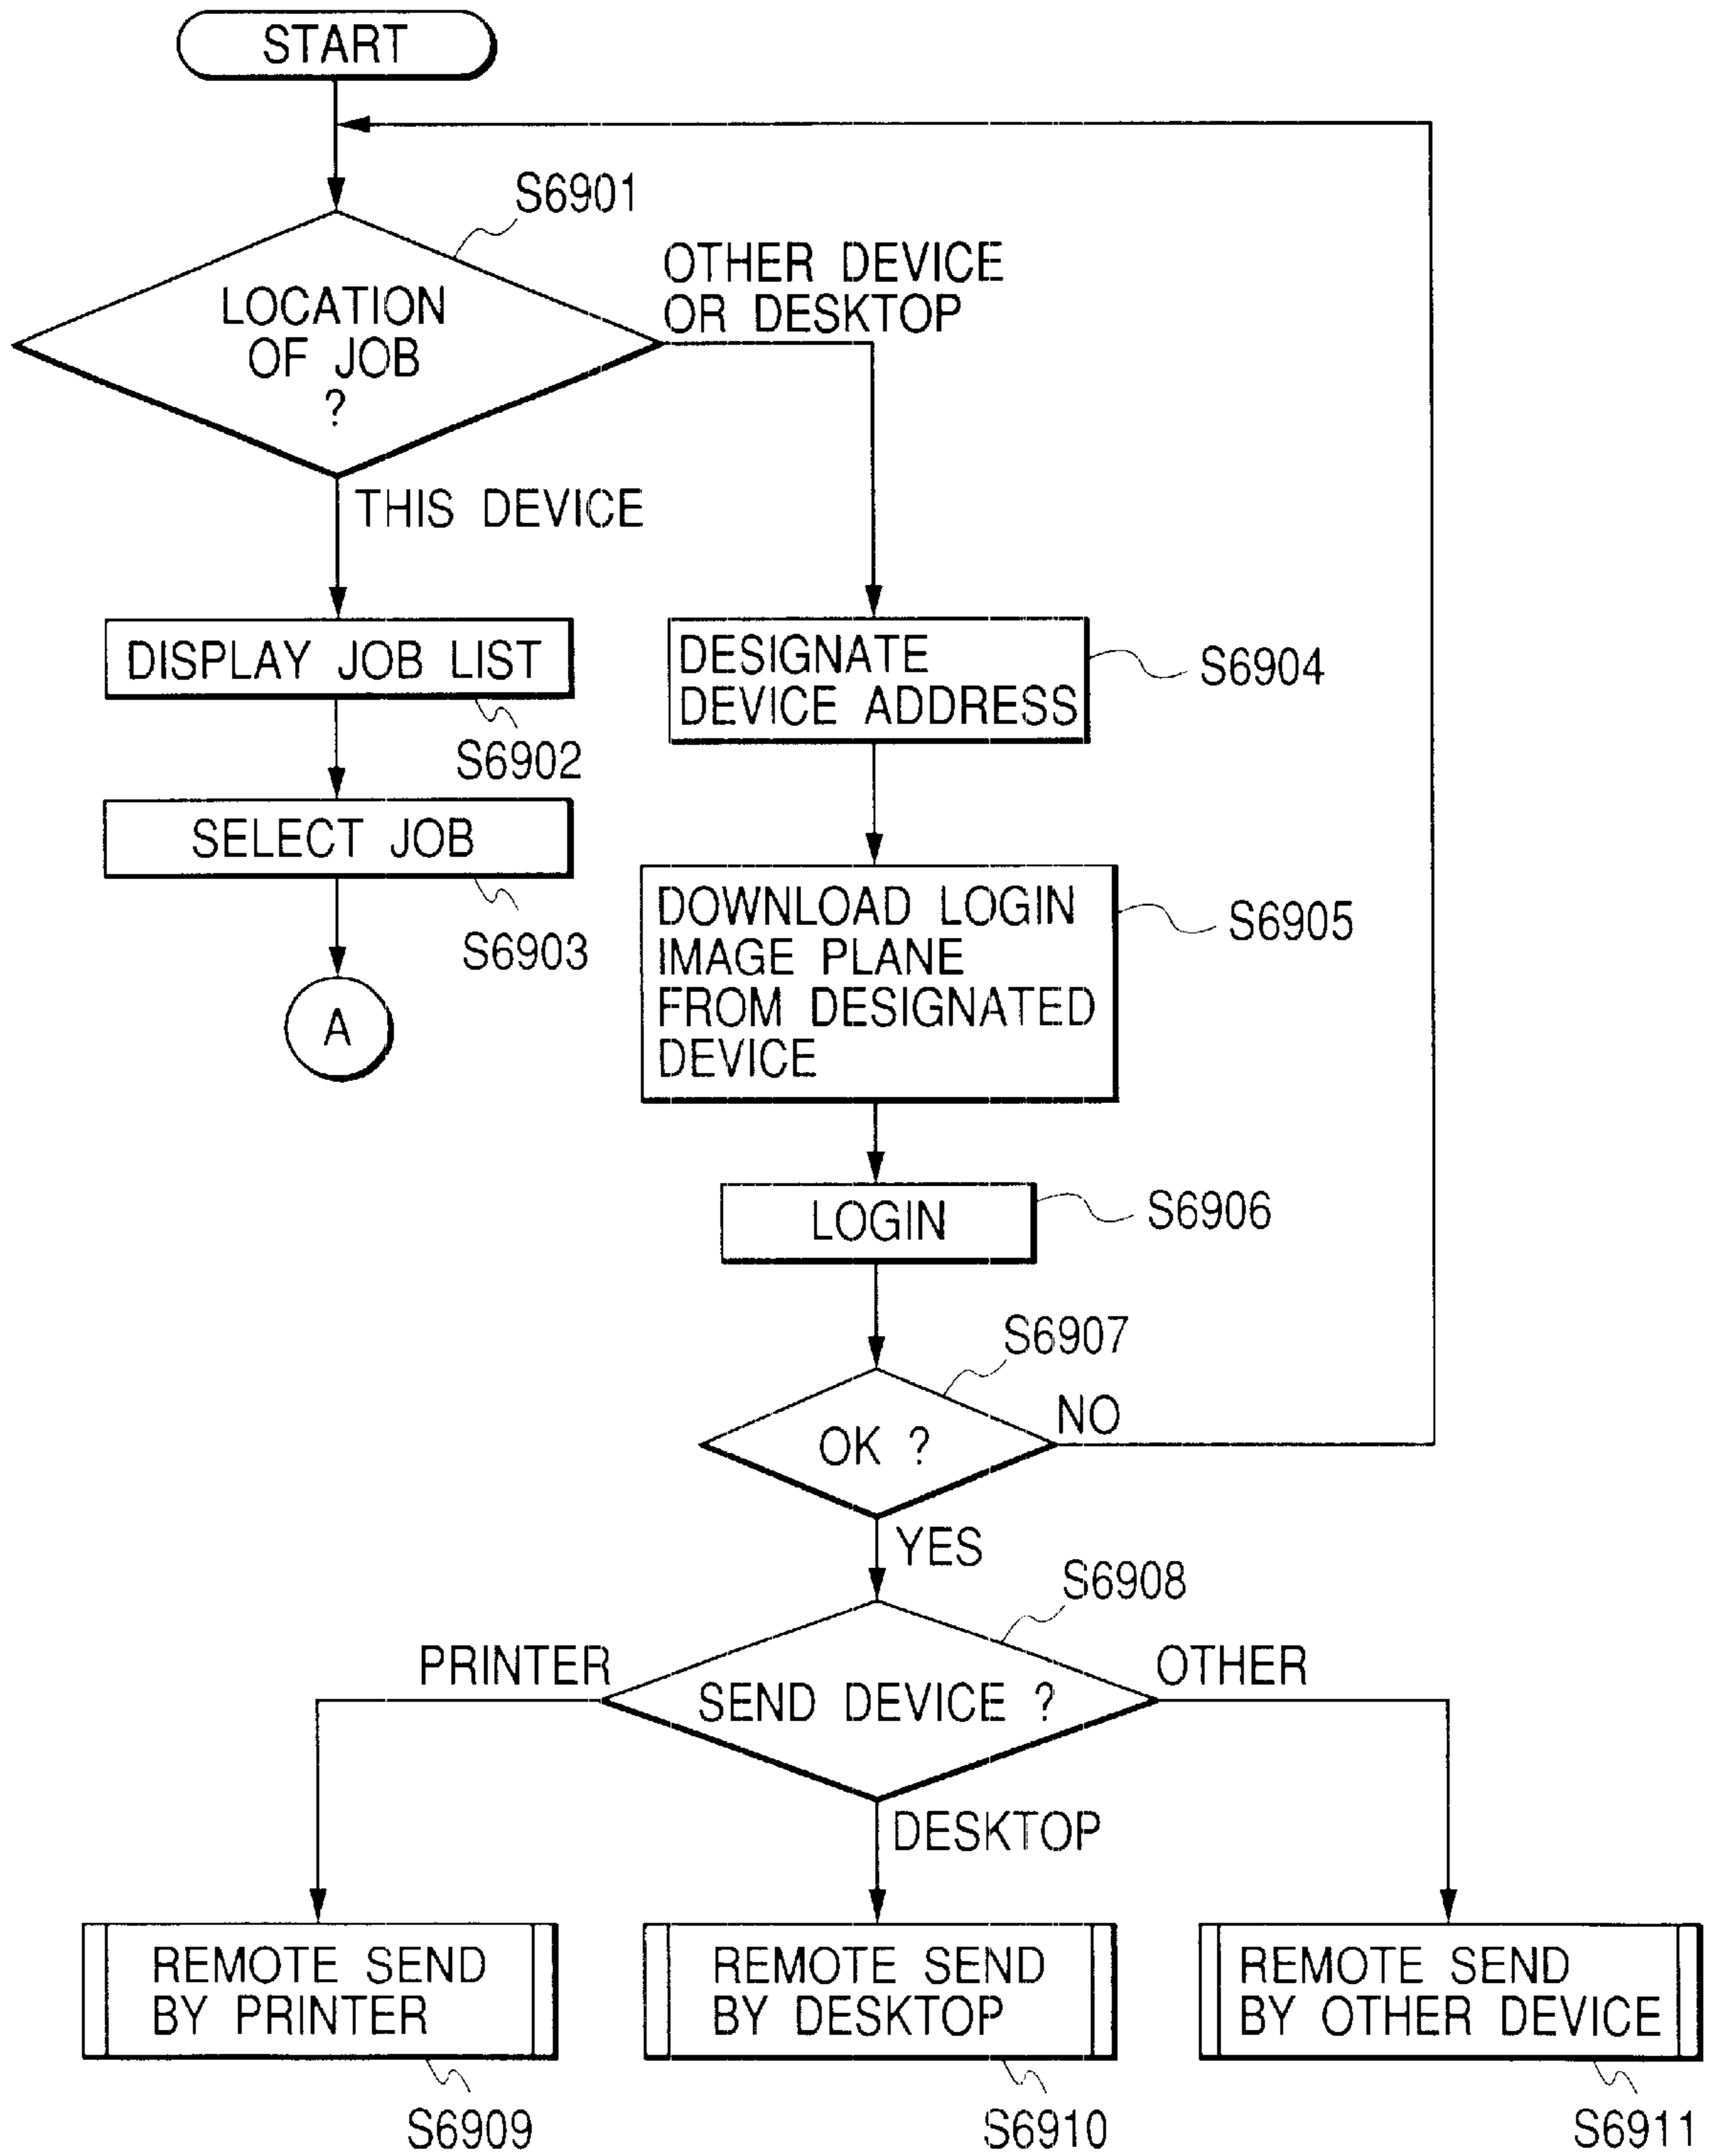 START
S6901
LOCATION
OF JOB
?
OTHER DEVICE
OR DESKTOP
THIS DEVICE
DISPLAY JOB LIST
S6902
SELECT JOB
S6903
A
DESIGNATE
DEVICE ADDRESS
S6904
DOWNLOAD LOGIN
IMAGE PLANE
FROM DESIGNATED
DEVICE
S6905
LOGIN
S6906
S6907
OK ?
NO
YES
S6908
PRINTER
SEND DEVICE ?
OTHER
DESKTOP
REMOTE SEND
BY PRINTER
S6909
REMOTE SEND
BY DESKTOP
S6910
REMOTE SEND
BY OTHER DEVICE
S6911